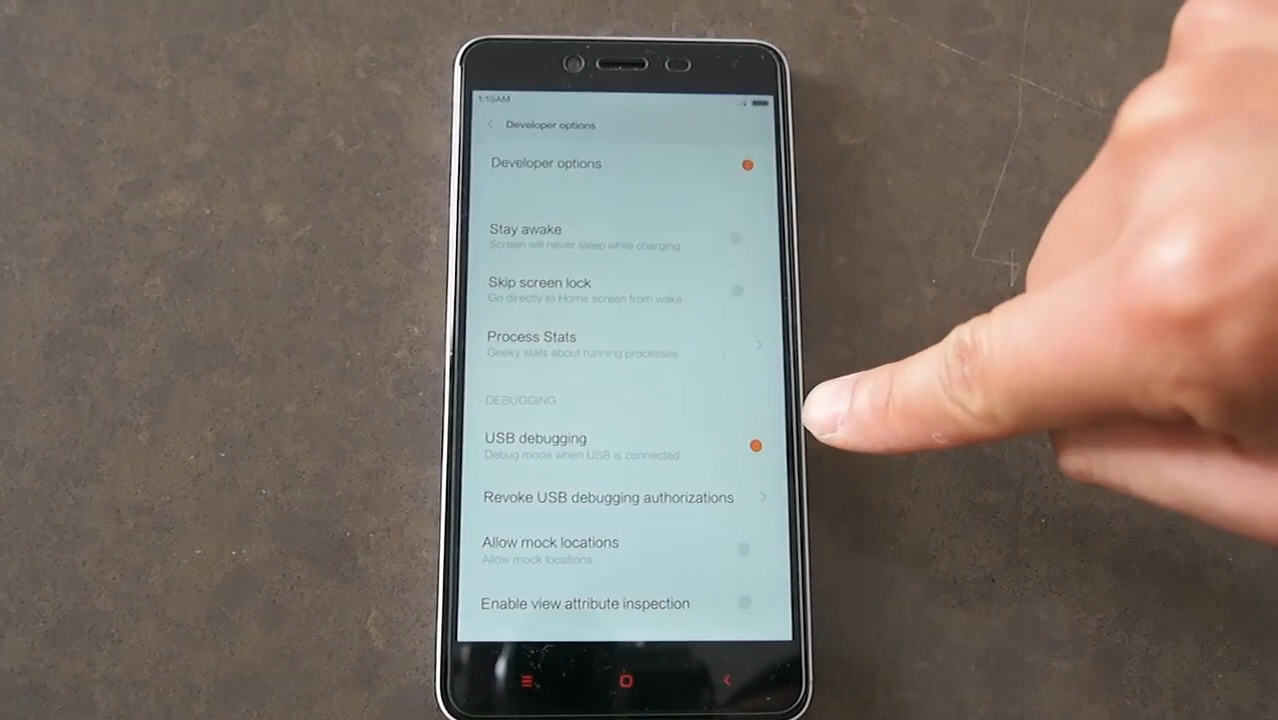 1:19AM
Developer options
Developer options
Stay awake
Screen will never sleep while charging
Skip screen lock
Go directly to Home screen from wake
Process Stats
Geeky stats about running processes
DEBUGGING
USB debugging
Debug mode when USB is connected
Revoke USB debugging authorizations
Allow mock locations
Allow mock locations
Enable view attribute inspection